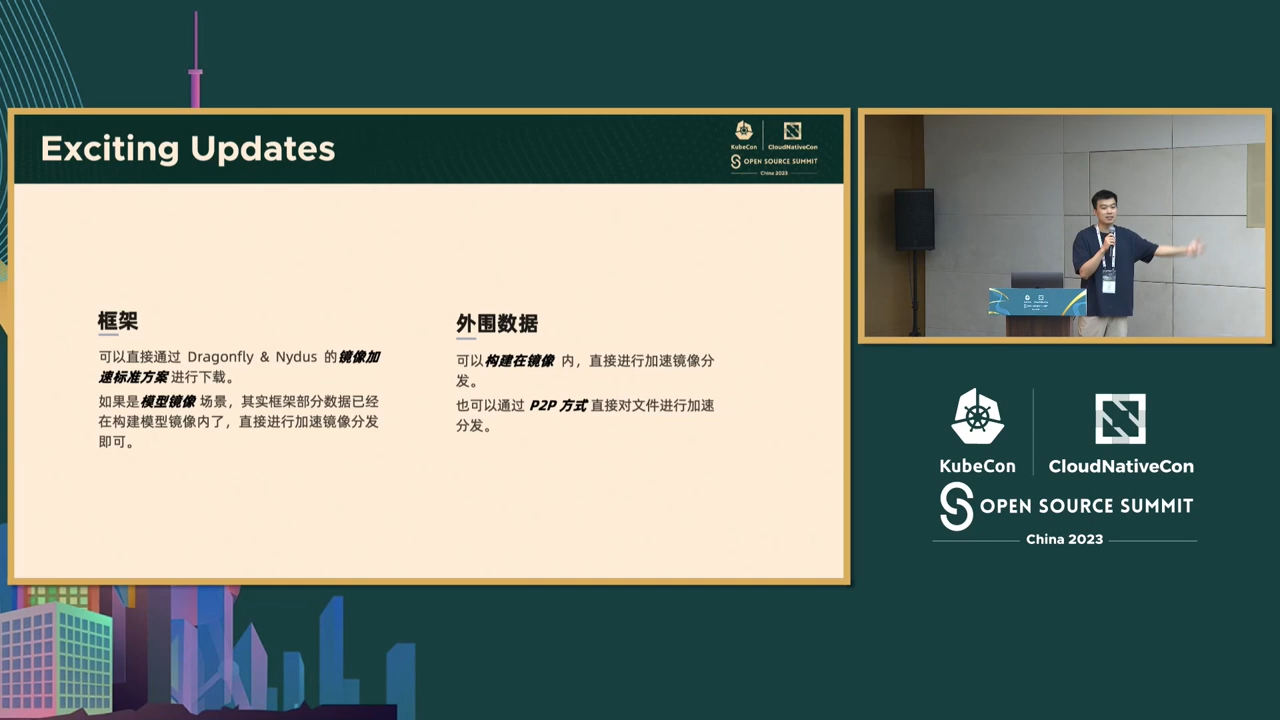 Exciting Updates
KubeCon
CloudNativeCon
OPEN SOURCE SUMMIT
China 2023
框架
可以直接通过 Dragonfly & Nydus 的镜像加
速标准方案进行下载。
如果是模型镜像 场景，其实框架部分数据已经
在构建模型镜像内了，直接进行加速镜像分发
即可。
外围数据
可以构建在镜像 内，直接进行加速镜像分
发。
也可以通过 P2P 方式 直接对文件进行加速
分发。
KubeCon
CloudNativeCon
OPEN SOURCE SUMMIT
China 2023